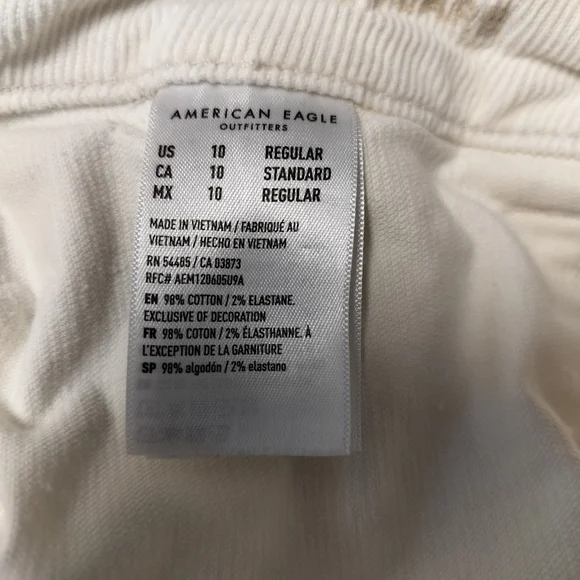 AMERICAN EAGLE
OUTFITTERS
US 10 REGULAR
CA 10 STANDARD
MX 10 REGULAR
MADE IN VIETNAM / FABRIQUÉ AU
VIETNAM / HECHO EN VIETNAM
RN 54485 / CA 03873
RFC# AEM120605U9A
EN 98% COTTON / 2% ELASTANE.
EXCLUSIVE OF DECORATION
FR 98% COTON / 2% ÉLASTHANNE. À
L'EXCEPTION DE LA GARNITURE
SP 98% algodón / 2% elastano